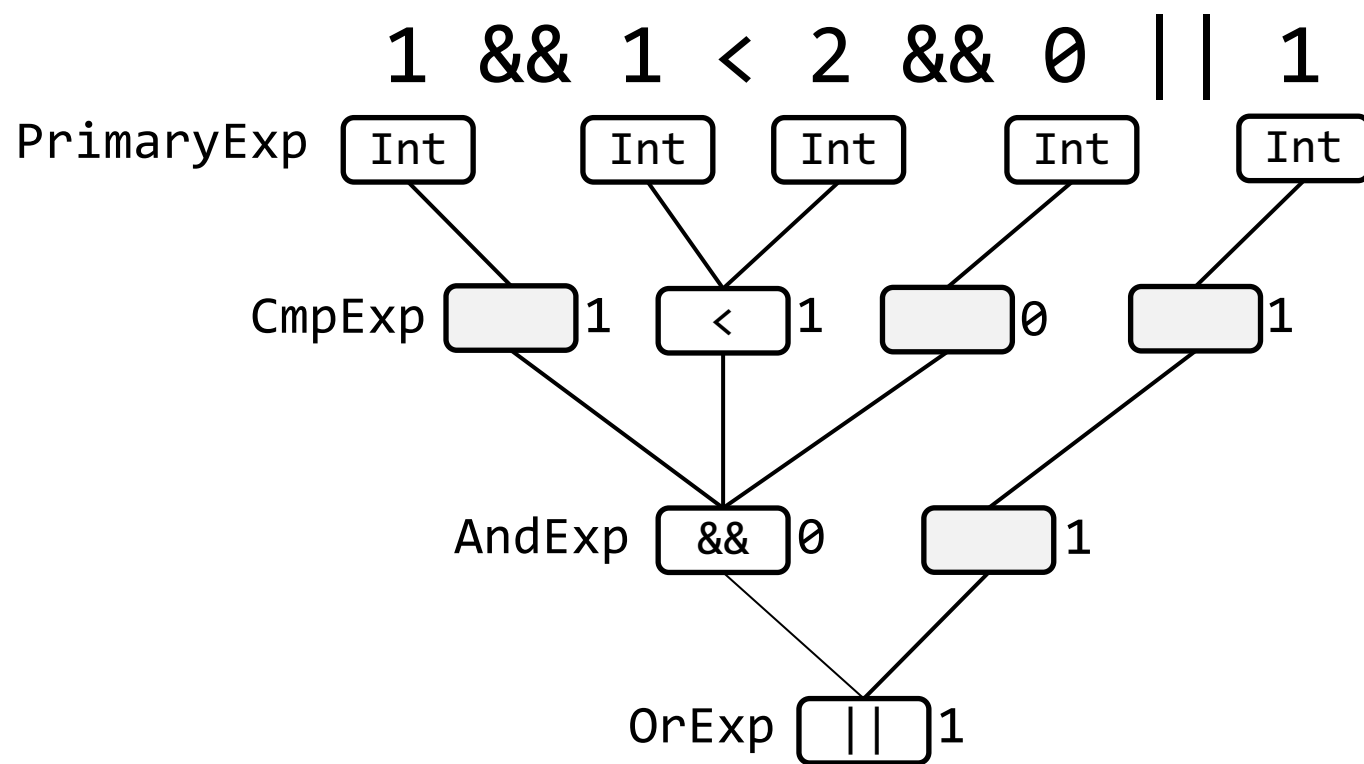 1 && 1 < 2 && 0 || 1
PrimaryExp Int Int Int Int Int
CmpExp 1 < 1 0 1
AndExp && 0 1
OrExp || 1